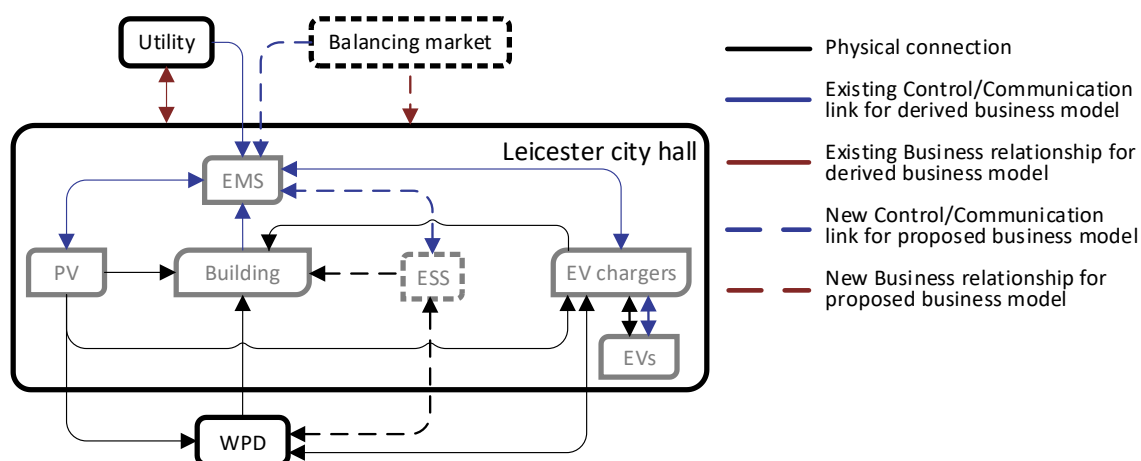 Utility
Balancing market
Leicester city hall
EMS
PV
Building
ESS
EV chargers
EVs
WPD
Physical connection
Existing Control/Communication
link for derived business model
Existing Business relationship for
derived business model
New Control/Communication
link for proposed business model
New Business relationship for
proposed business model